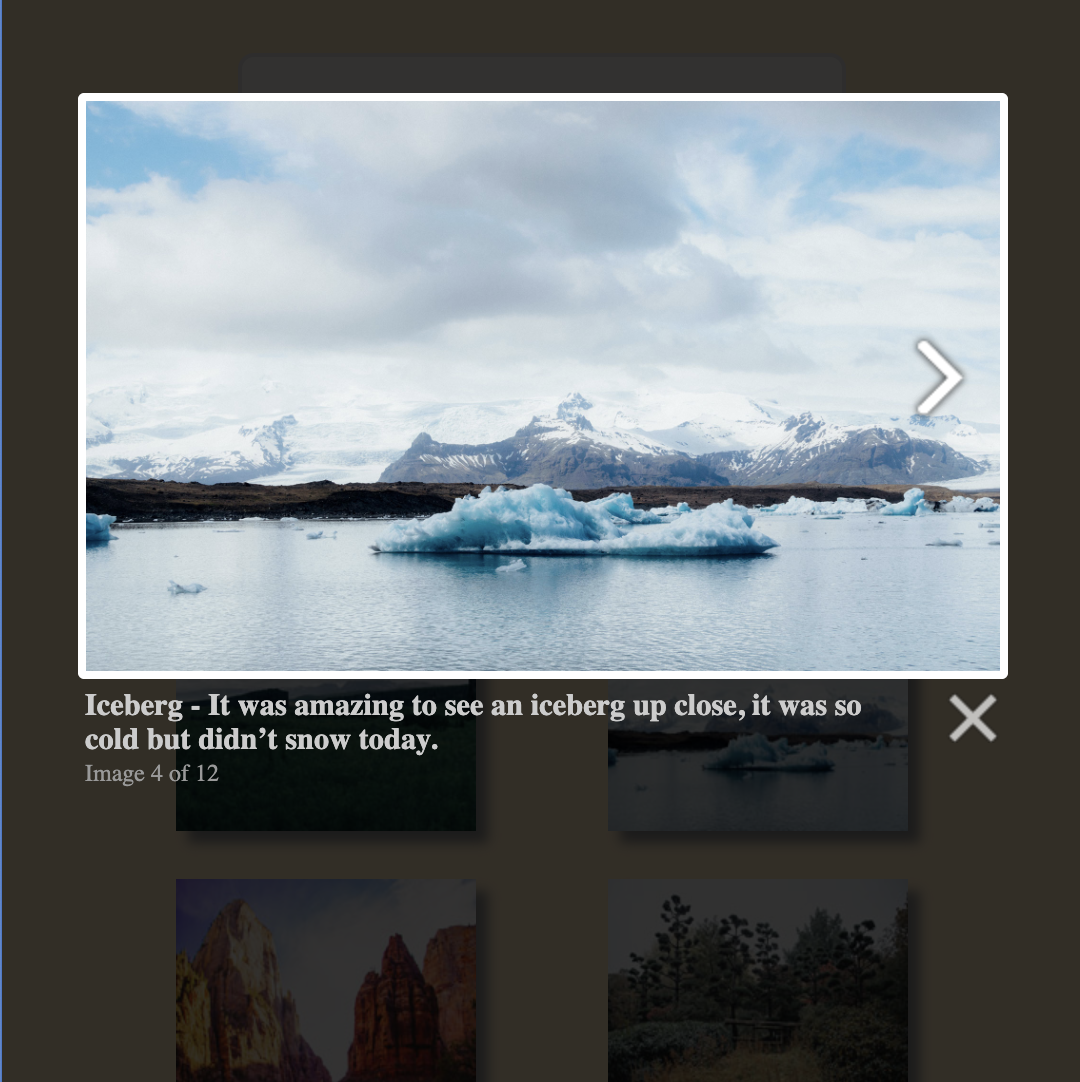 Iceberg - It was amazing to see an iceberg up close, it was so
cold but didn’t snow today.
Image 4 of 12